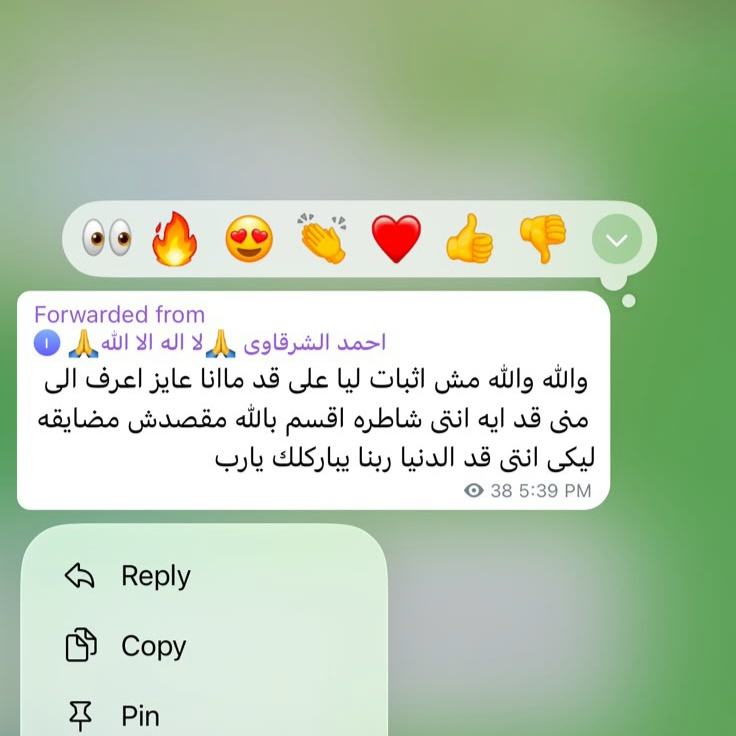 Forwarded from
احمد الشرقاوى 🙏لا اله الا الله🙏
والله والله مش اثبات ليا على قد ماانا عايز اعرف الى
منى قد ايه انتى شاطره اقسم بالله مقصدش مضايقه
ليكى انتى قد الدنيا ربنا يباركلك يارب
38 5:39 PM
Reply
Copy
Pin